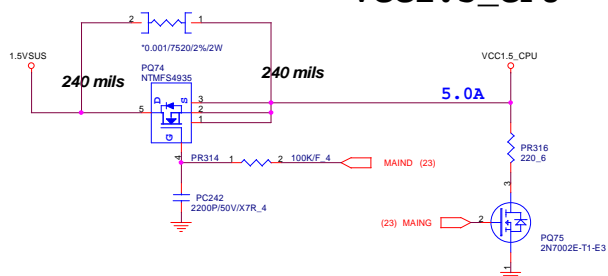 2 1
*0.001/7520/2%/2W
1.5VSUS
VCC1.5_CPU
240 mils
PQ74
NTMFS4935
240 mils
5.0A
D S
G
5
3
2
1
4
PR314
1 2
100K/F_4
MAIND (23)
PR316
220_6
PC242
2200P/50V/X7R_4
3
(23) MAING
2
PQ75
2N7002E-T1-E3
1